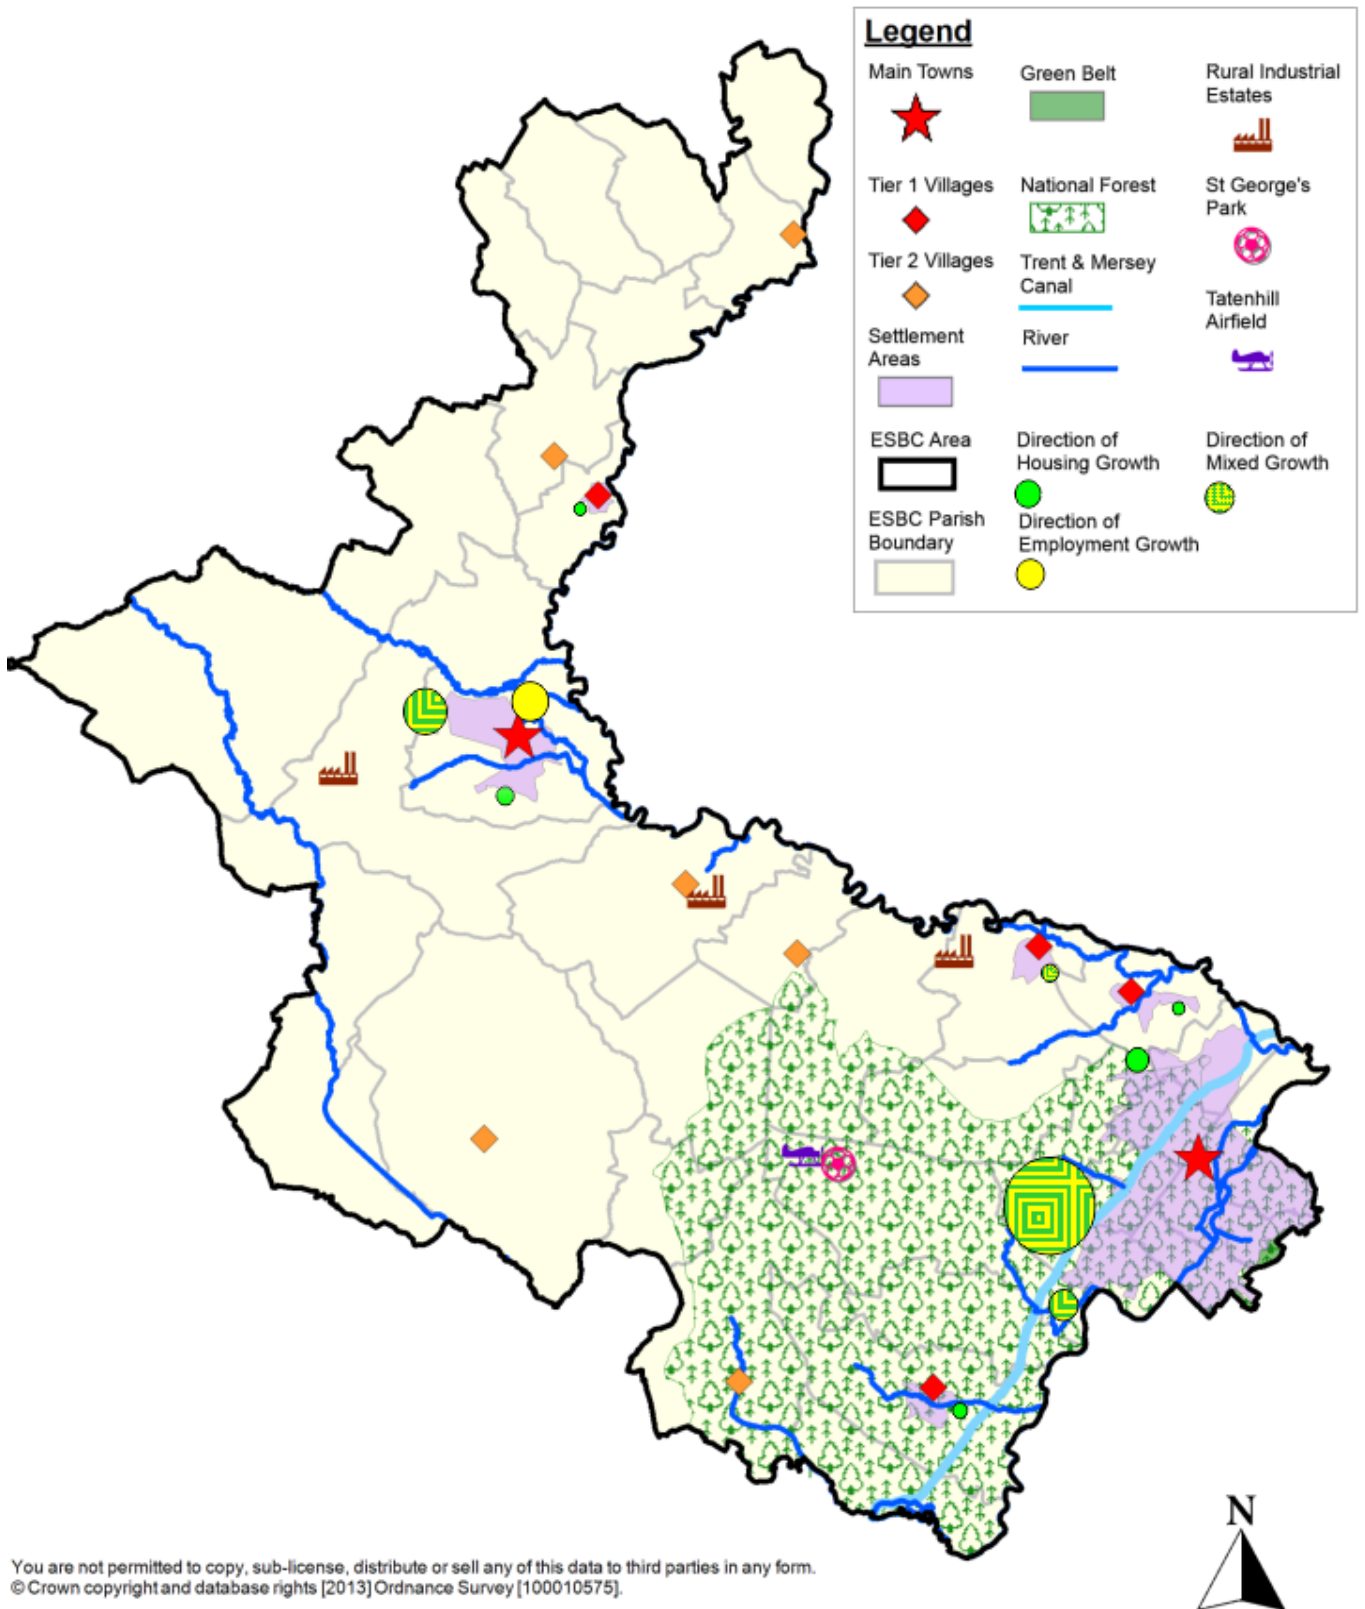 Legend
Main Towns
Green Belt
Rural Industrial
Estates
Tier 1 Villages
National Forest
St George's
Park
Tier 2 Villages
Trent & Mersey
Canal
Tatenhill
Airfield
Settlement
Areas
River
ESBC Area
Direction of
Housing Growth
Direction of
Mixed Growth
ESBC Parish
Boundary
Direction of
Employment Growth
N
You are not permitted to copy, sub-license, distribute or sell any of this data to third parties in any form.
© Crown copyright and database rights [2013] Ordnance Survey [100010575].